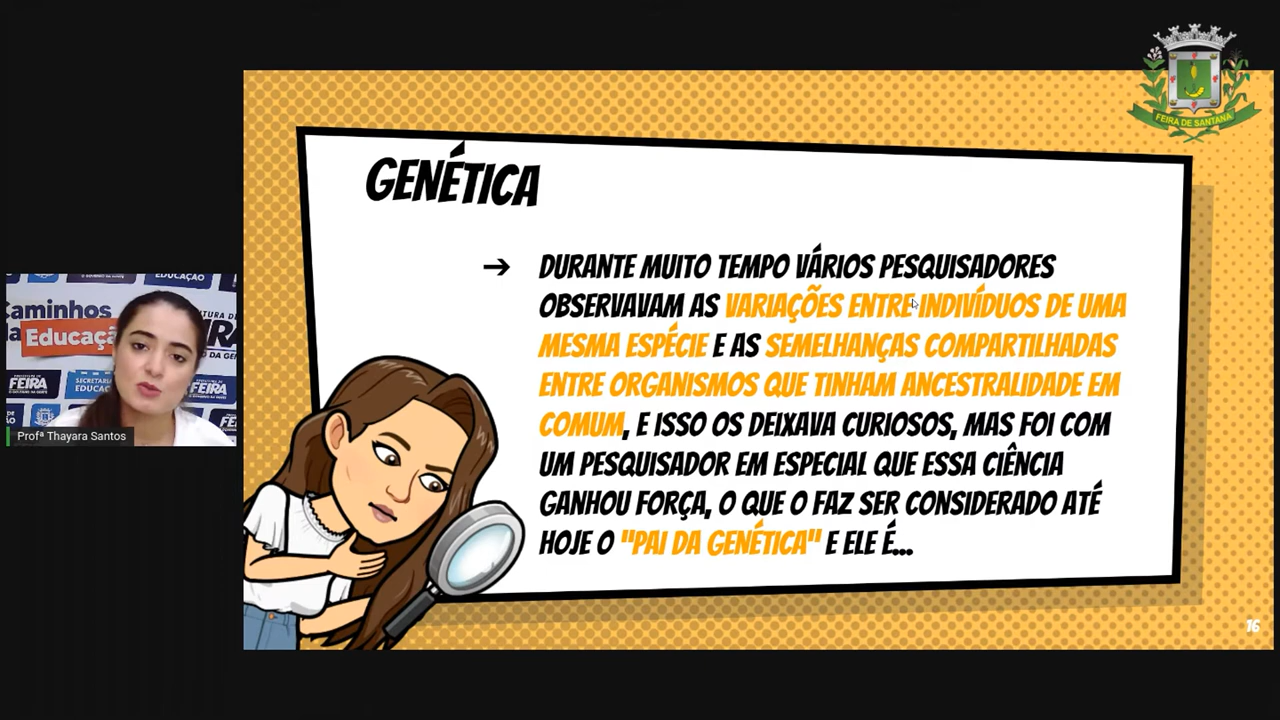 FEIRA DE SANTANA
GENÉTICA
➔ DURANTE MUITO TEMPO VÁRIOS PESQUISADORES
OBSERVAVAM AS VARIAÇÕES ENTRE INDIVÍDUOS DE UMA
MESMA ESPÉCIE E AS SEMELHANÇAS COMPARTILHADAS
ENTRE ORGANISMOS QUE TINHAM ANCESTRALIDADE EM
COMUM, E ISSO OS DEIXAVA CURIOSOS, MAS FOI COM
UM PESQUISADOR EM ESPECIAL QUE ESSA CIÊNCIA
GANHOU FORÇA, O QUE O FAZ SER CONSIDERADO ATÉ
HOJE O "PAI DA GENÉTICA" E ELE É...
16
EDUCAÇÃO
Caminhos
da Educaçã
FEIRA
FEIRA
Profª Thayara Santos